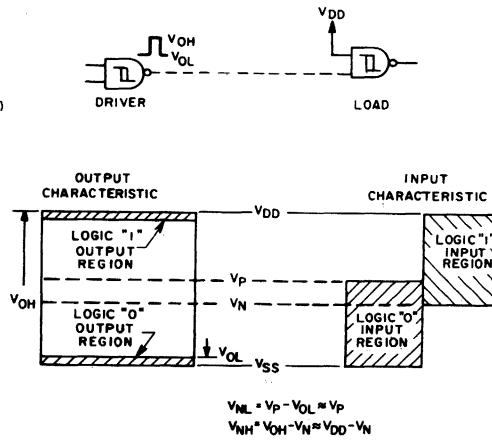 VOH
VOL
VDD
DRIVER
LOAD
OUTPUT CHARACTERISTIC
INPUT CHARACTERISTIC
VDD
LOGIC "1" OUTPUT REGION
LOGIC "1" INPUT REGION
VP
VOH
VN
LOGIC "0" OUTPUT REGION
LOGIC "0" INPUT REGION
VOL
VSS
VNL = VP - VOL ≈ VP
VNH = VOH - VN ≈ VDD - VN